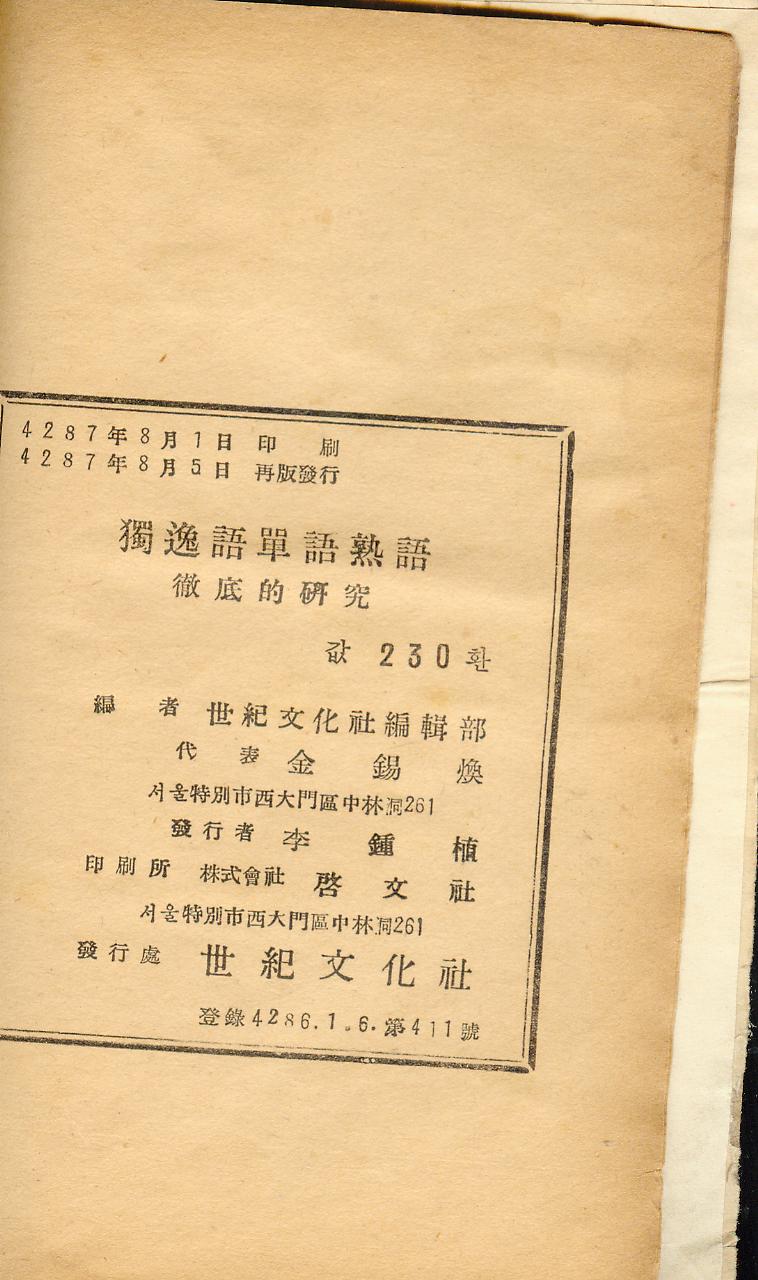 4287年8月1日 印 刷
4287年8月5日 再版發行
獨逸語單語熟語
徹底的硏究
값 230 환
編 者 世紀文化社編輯部
代 表 金 錫 煥
서울特別市西大門區中林洞261
發行者 李 鍾 植
印刷所 株式會社 啓 文 社
서울特別市西大門區中林洞261
發行處 世紀文化社
登錄4286.1.6.第411號